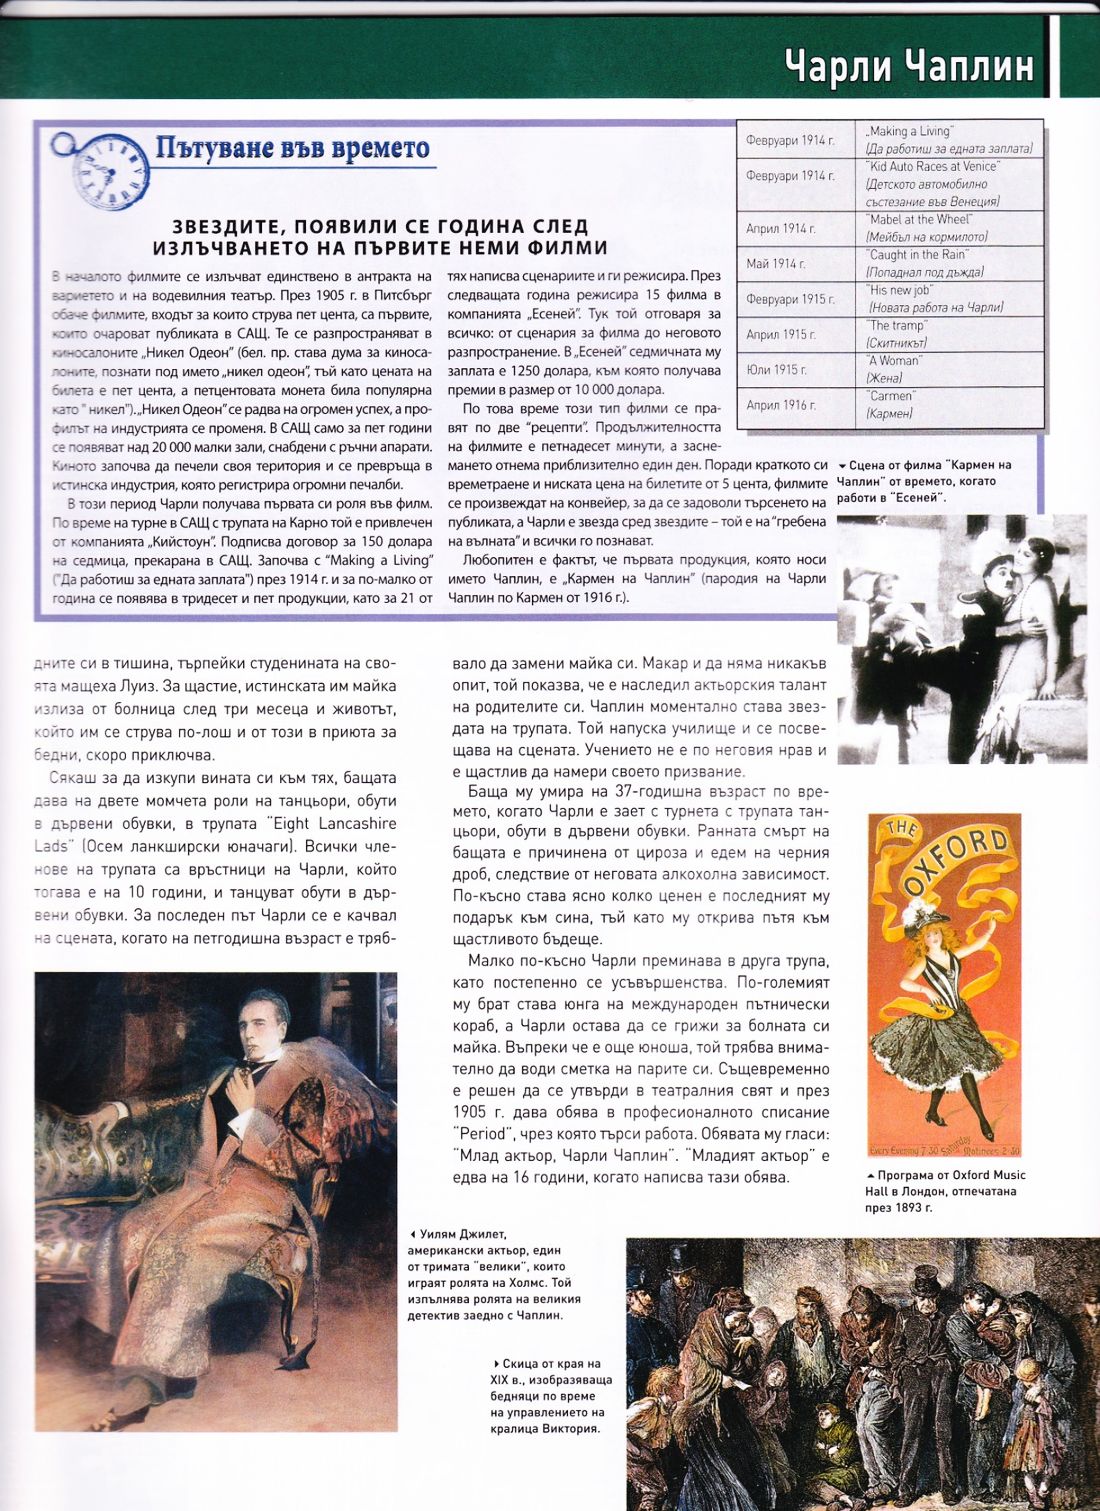 Чарли Чаплин
Пътуване във времето
ЗВЕЗДИТЕ, ПОЯВИЛИ СЕ ГОДИНА СЛЕД
ИЗЛЪЧВАНЕТО НА ПЪРВИТЕ НЕМИ ФИЛМИ
В началото филмите се излъчват единствено в антракта на
вариетето и на водевилния театър. През 1905 г. в Питсбърг
обаче филмите, входът за които струва пет цента, са първите,
които очароват публиката в САЩ. Те се разпространяват в
киносалоните „Никел Одеон" (бел. пр. става дума за киноса-
лоните, познати под името „никел одеон", тъй като цената на
билета е пет цента, а петцентовата монета била популярна
като " никел"). „Никел Одеон" се радва на огромен успех, а про-
филът на индустрията се променя. В САЩ само за пет години
се появяват над 20 000 малки зали, снабдени с ръчни апарати.
Киното започва да печели своя територия и се превръща в
истинска индустрия, която регистрира огромни печалби.
В този период Чарли получава първата си роля във филм.
По време на турне в САЩ с трупата на Карно той е привлечен
от компанията „Кийстоун". Подписва договор за 150 долара
на седмица, прекарана в САЩ. Започва с "Making a Living"
("Да работиш за едната заплата") през 1914 г. и за по-малко от
година се появява в тридесет и пет продукции, като за 21 от
тях написва сценариите и ги режисира. През
следващата година режисира 15 филма в
компанията „Есеней". Тук той отговаря за
всичко: от сценария за филма до неговото
разпространение. В „Есеней" седмичната му
заплата е 1250 долара, към която получава
премии в размер от 10 000 долара.
По това време този тип филми се пра-
вят по две "рецепти". Продължителността
на филмите е петнадесет минути, а засне-
мането отнема приблизително един ден. Поради краткото си
времетраене и ниската цена на билетите от 5 цента, филмите
се произвеждат на конвейер, за да се задоволи търсенето на
публиката, а Чарли е звезда сред звездите – той е на "гребена
на вълната" и всички го познават.
Любопитен е фактът, че първата продукция, която носи
името Чаплин, е „Кармен на Чаплин" (пародия на Чарли
Чаплин по Кармен от 1916 г.).
Февруари 1914 г. „Making a Living"
(Да работиш за едната заплата)
Февруари 1914 г. "Kid Auto Races at Venice"
(Детското автомобилно
състезание във Венеция)
Април 1914 г. "Mabel at the Wheel"
(Мейбъл на кормилото)
Май 1914 г. "Caught in the Rain"
(Попаднал под дъжда)
Февруари 1915 г. "His new job"
(Новата работа на Чарли)
Април 1915 г. "The tramp"
(Скитникът)
Юли 1915 г. "A Woman"
(Жена)
Април 1916 г. "Carmen"
(Кармен)
Сцена от филма "Кармен на
Чаплин" от времето, когато
работи в "Есеней".
дните си в тишина, търпейки студенината на сво-
ята мащеха Луиз. За щастие, истинската им майка
излиза от болница след три месеца и животът,
който им се струва по-лош и от този в приюта за
бедни, скоро приключва.
Сякаш за да изкупи вината си към тях, бащата
дава на двете момчета роли на танцьори, обути
в дървени обувки, в трупата "Eight Lancashire
Lads" (Осем ланкширски юначаги). Всички чле-
нове на трупата са връстници на Чарли, който
тогава е на 10 години, и танцуват обути в дър-
вени обувки. За последен път Чарли се е качвал
на сцената, когато на петгодишна възраст е тряб-
вало да замени майка си. Макар и да няма никакъв
опит, той показва, че е наследил актьорския талант
на родителите си. Чаплин моментално става звез-
дата на трупата. Той напуска училище и се посве-
щава на сцената. Учението не е по неговия нрав и
е щастлив да намери своето призвание.
Баща му умира на 37-годишна възраст по вре-
мето, когато Чарли е зает с турнета с трупата тан-
цьори, обути в дървени обувки. Ранната смърт на
бащата е причинена от цироза и едем на черния
дроб, следствие от неговата алкохолна зависимост.
По-късно става ясно колко ценен е последният му
подарък към сина, тъй като му открива пътя към
щастливото бъдеще.
Малко по-късно Чарли преминава в друга трупа,
като постепенно се усъвършенства. По-големият
му брат става юнга на международен пътнически
кораб, а Чарли остава да се грижи за болната си
майка. Въпреки че е още юноша, той трябва внима-
телно да води сметка на парите си. Същевременно
е решен да се утвърди в театралния свят и през
1905 г. дава обява в професионалното списание
"Period", чрез която търси работа. Обявата му гласи:
"Млад актьор, Чарли Чаплин". "Младият актьор" е
едва на 16 години, когато написва тази обява.
THE
OXFORD
Every Evening 7·30 Saturday Matinees 2·30
Програма от Oxford Music
Hall в Лондон, отпечатана
през 1893 г.
Уилям Джилет,
американски актьор, един
от тримата "велики", които
играят ролята на Холмс. Той
изпълнява ролята на великия
детектив заедно с Чаплин.
Скица от края на
XIX в., изобразяваща
бедняци по време
на управлението на
кралица Виктория.